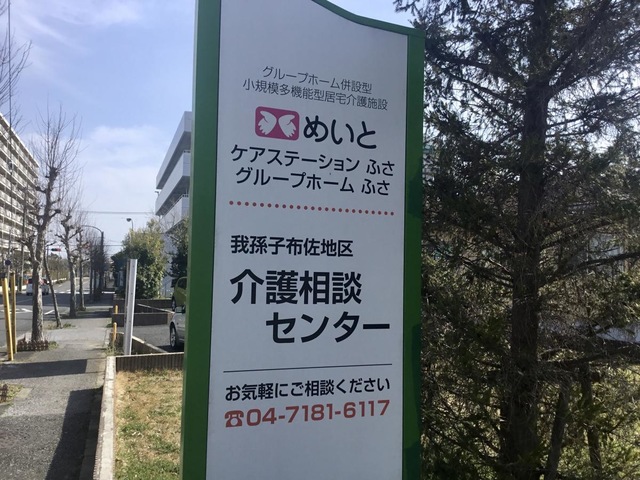 グループホーム併設型
小規模多機能型居宅介護施設
めいと
ケアステーション ふさ
グループホーム ふさ
我孫子布佐地区
介護相談
センター
お気軽にご相談ください
☎04-7181-6117